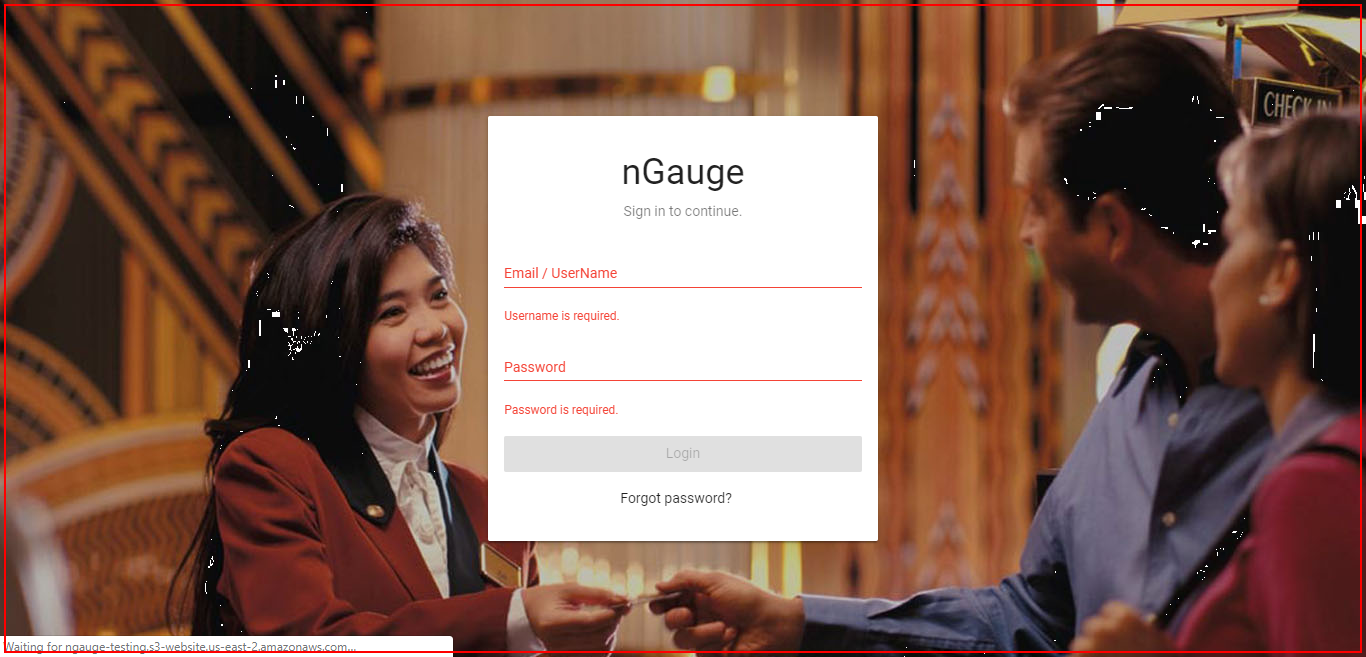 CHECK IN
nGauge
Sign in to continue.
Email / UserName
Username is required.
Password
Password is required.
Login
Forgot password?
Waiting for ngauge-testing.s3-website.us-east-2.amazonaws.com...